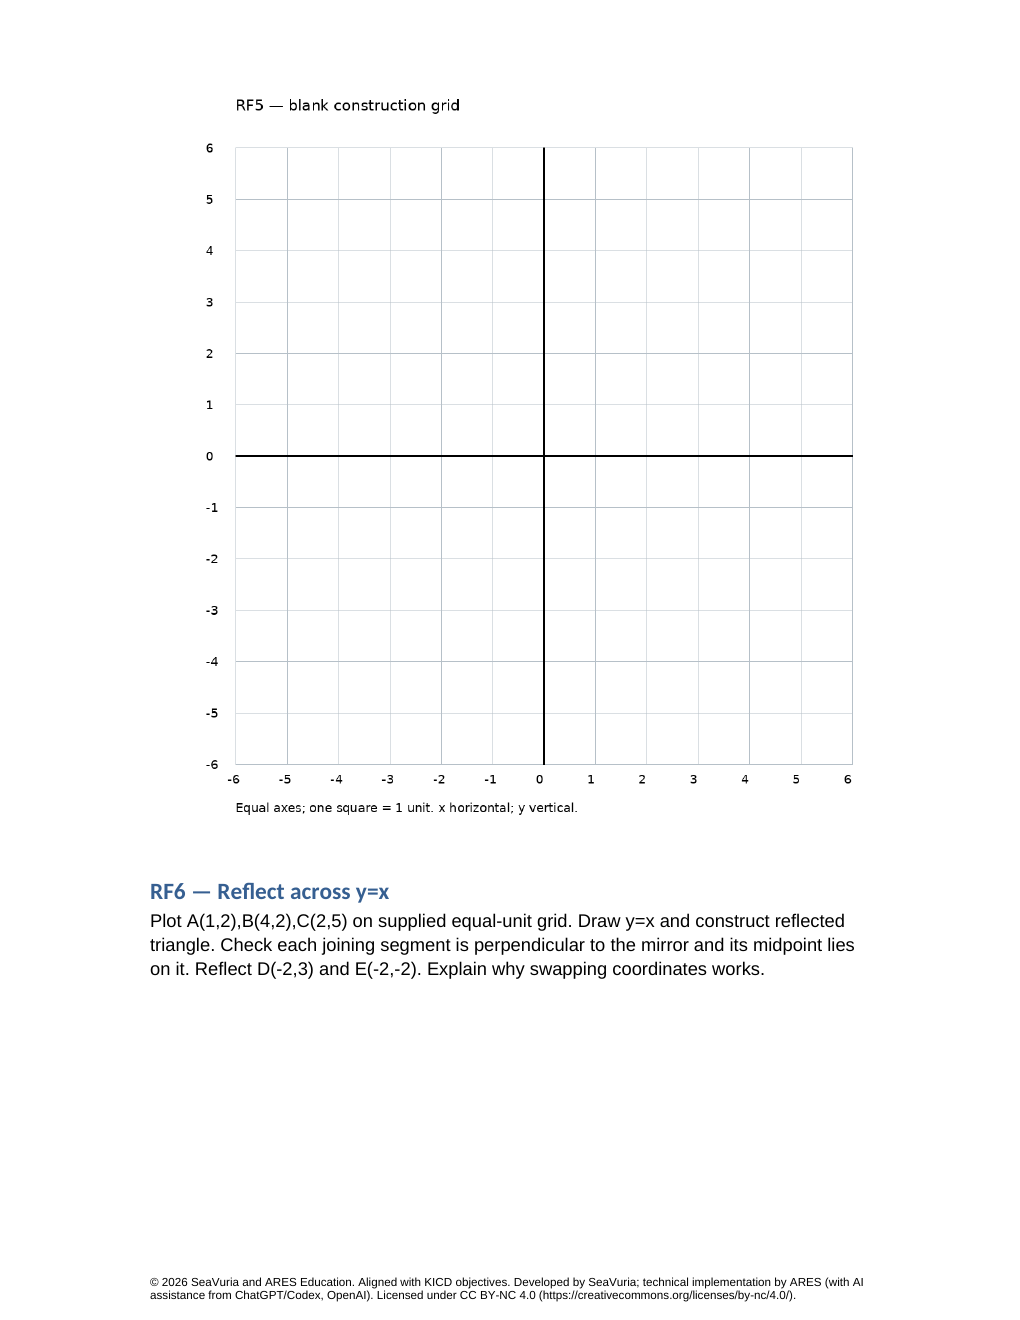 RF5 — blank construction grid
6
5
4
3
2
1
0
-1
-2
-3
-4
-5
-6
-6 -5 -4 -3 -2 -1 0 1 2 3 4 5 6
Equal axes; one square = 1 unit. x horizontal; y vertical.
RF6 — Reflect across y=x
Plot A(1,2),B(4,2),C(2,5) on supplied equal-unit grid. Draw y=x and construct reflected
triangle. Check each joining segment is perpendicular to the mirror and its midpoint lies
on it. Reflect D(-2,3) and E(-2,-2). Explain why swapping coordinates works.
© 2026 SeaVuria and ARES Education. Aligned with KICD objectives. Developed by SeaVuria; technical implementation by ARES (with AI
assistance from ChatGPT/Codex, OpenAI). Licensed under CC BY-NC 4.0 (https://creativecommons.org/licenses/by-nc/4.0/).